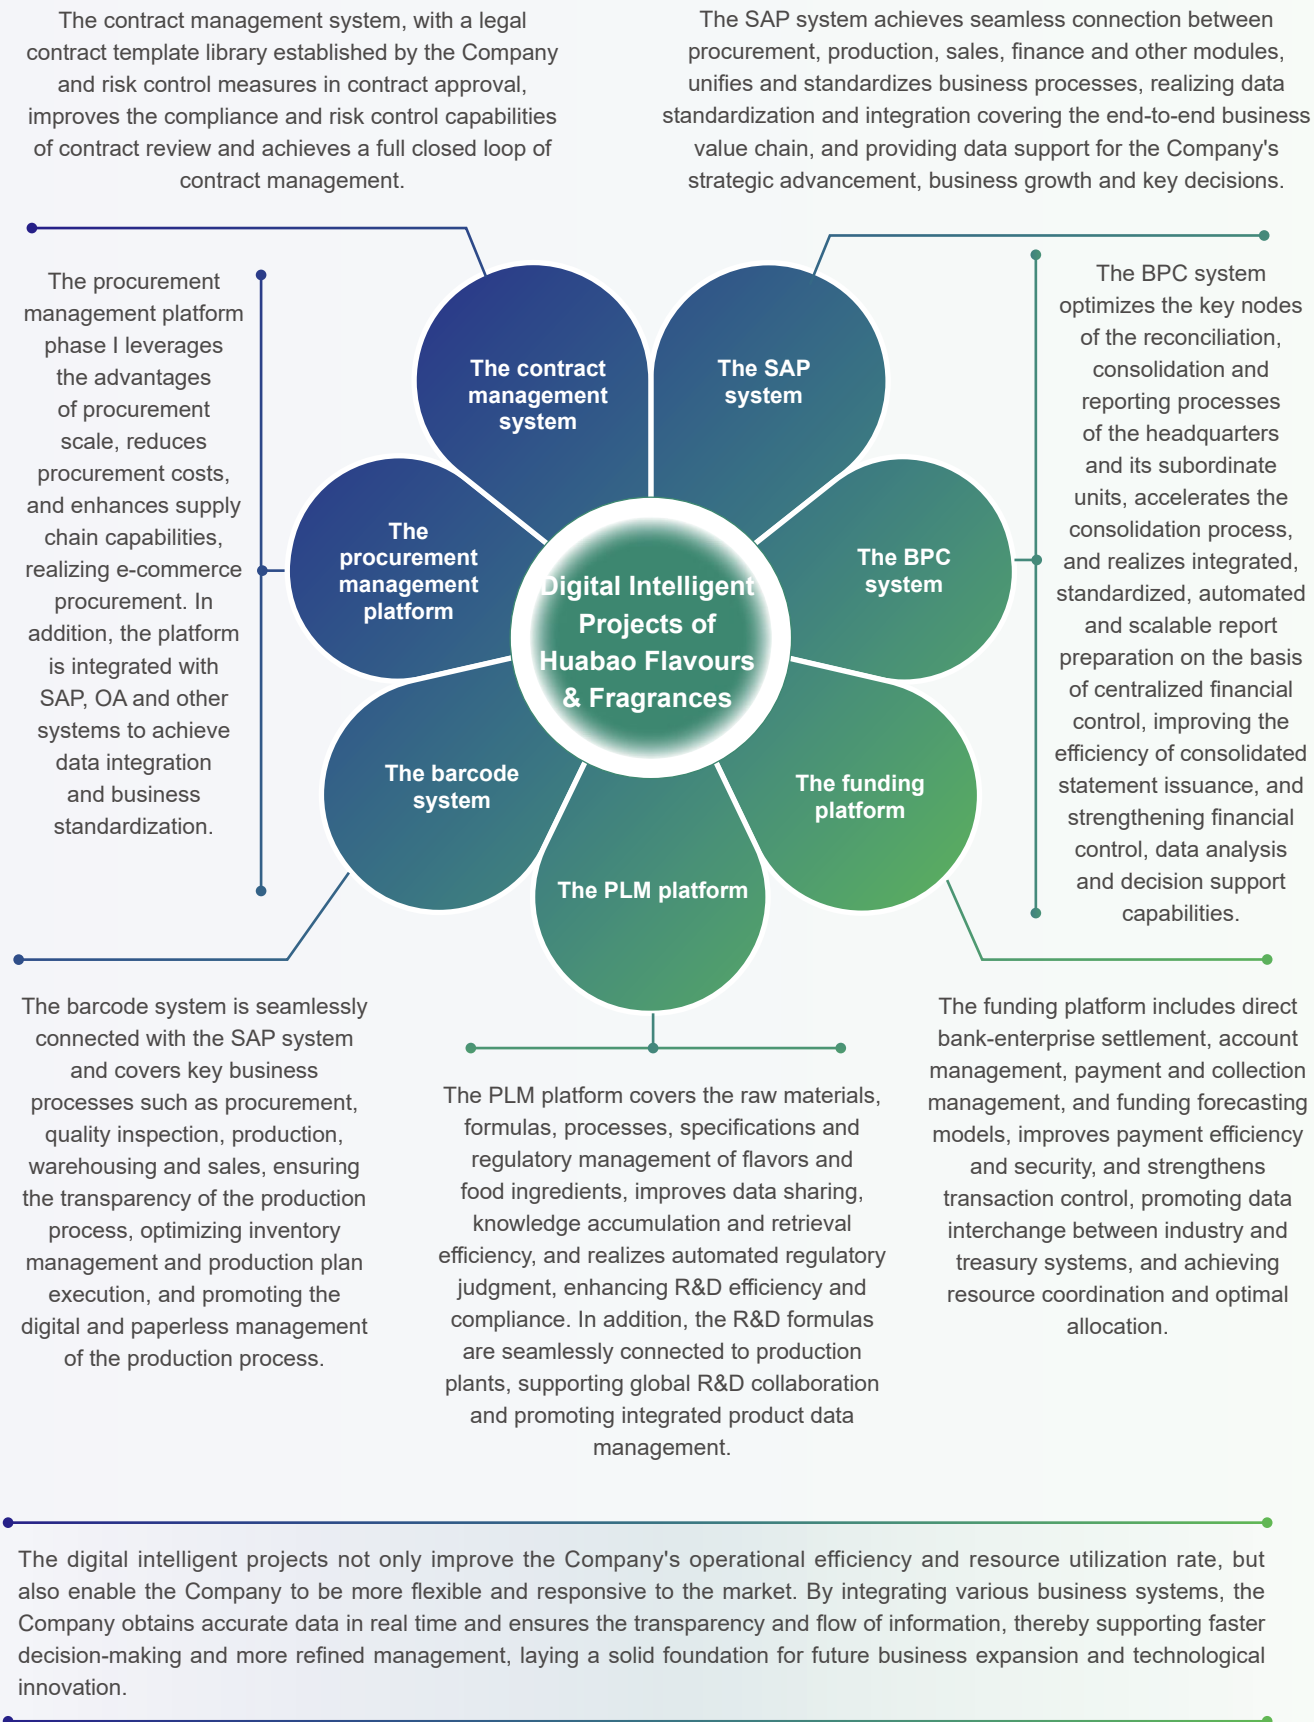 The contract management system, with a legal
contract template library established by the Company
and risk control measures in contract approval,
improves the compliance and risk control capabilities
of contract review and achieves a full closed loop of
contract management.
The SAP system achieves seamless connection between
procurement, production, sales, finance and other modules,
unifies and standardizes business processes, realizing data
standardization and integration covering the end-to-end business
value chain, and providing data support for the Company's
strategic advancement, business growth and key decisions.
The procurement
management platform
phase I leverages
the advantages
of procurement
scale, reduces
procurement costs,
and enhances supply
chain capabilities,
realizing e-commerce
procurement. In
addition, the platform
is integrated with
SAP, OA and other
systems to achieve
data integration
and business
standardization.
The contract
management
system
The SAP
system
The
procurement
management
platform
The BPC
system
Digital Intelligent
Projects of
Huabao Flavours
& Fragrances
The barcode
system
The funding
platform
The PLM platform
The BPC system
optimizes the key nodes
of the reconciliation,
consolidation and
reporting processes
of the headquarters
and its subordinate
units, accelerates the
consolidation process,
and realizes integrated,
standardized, automated
and scalable report
preparation on the basis
of centralized financial
control, improving the
efficiency of consolidated
statement issuance, and
strengthening financial
control, data analysis
and decision support
capabilities.
The barcode system is seamlessly
connected with the SAP system
and covers key business
processes such as procurement,
quality inspection, production,
warehousing and sales, ensuring
the transparency of the production
process, optimizing inventory
management and production plan
execution, and promoting the
digital and paperless management
of the production process.
The PLM platform covers the raw materials,
formulas, processes, specifications and
regulatory management of flavors and
food ingredients, improves data sharing,
knowledge accumulation and retrieval
efficiency, and realizes automated regulatory
judgment, enhancing R&D efficiency and
compliance. In addition, the R&D formulas
are seamlessly connected to production
plants, supporting global R&D collaboration
and promoting integrated product data
management.
The funding platform includes direct
bank-enterprise settlement, account
management, payment and collection
management, and funding forecasting
models, improves payment efficiency
and security, and strengthens
transaction control, promoting data
interchange between industry and
treasury systems, and achieving
resource coordination and optimal
allocation.
The digital intelligent projects not only improve the Company's operational efficiency and resource utilization rate, but
also enable the Company to be more flexible and responsive to the market. By integrating various business systems, the
Company obtains accurate data in real time and ensures the transparency and flow of information, thereby supporting faster
decision-making and more refined management, laying a solid foundation for future business expansion and technological
innovation.